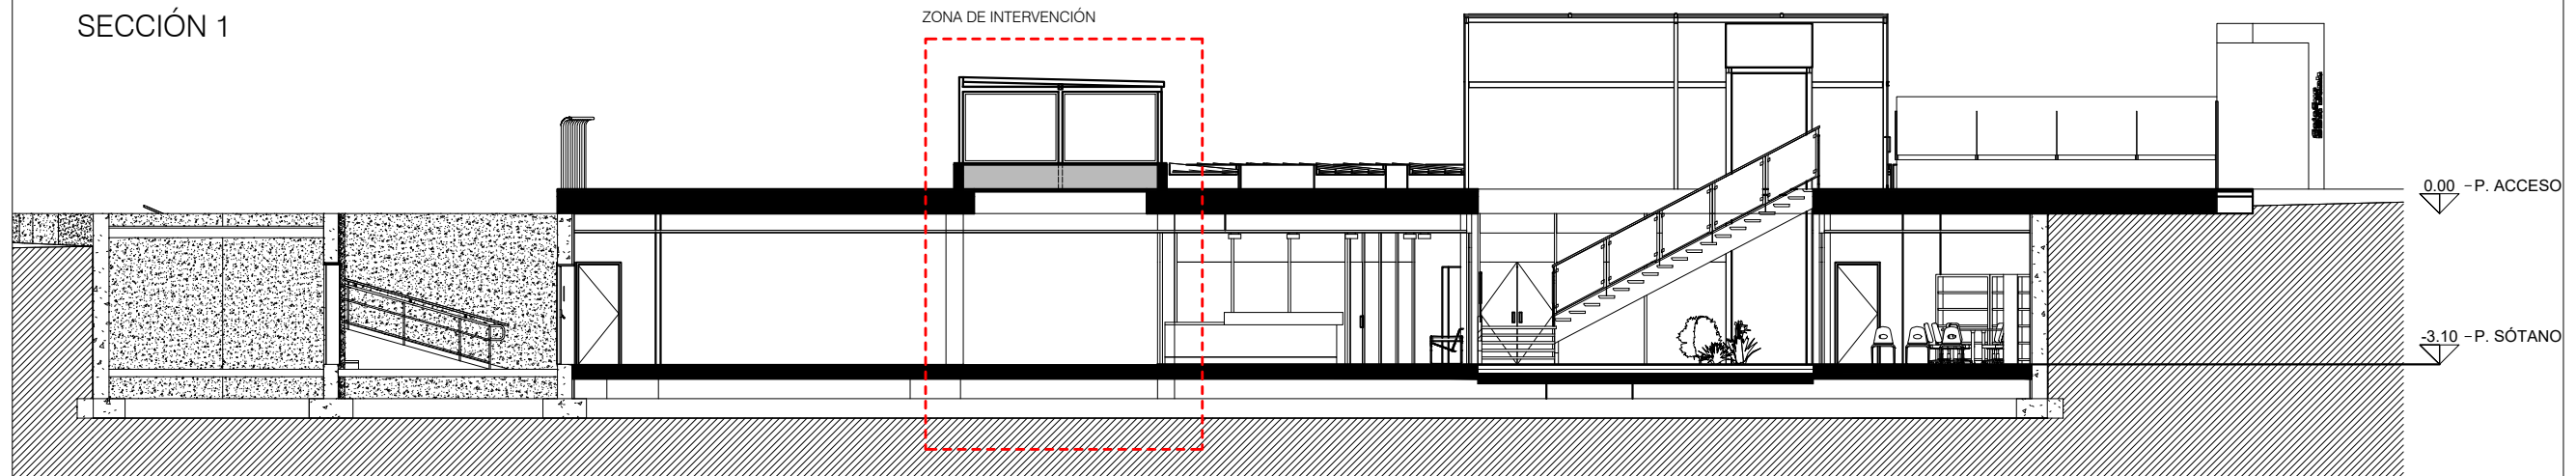 SECCIÓN 1
ZONA DE INTERVENCIÓN
0.00 - P. ACCESO
-3.10 - P. SÓTANO